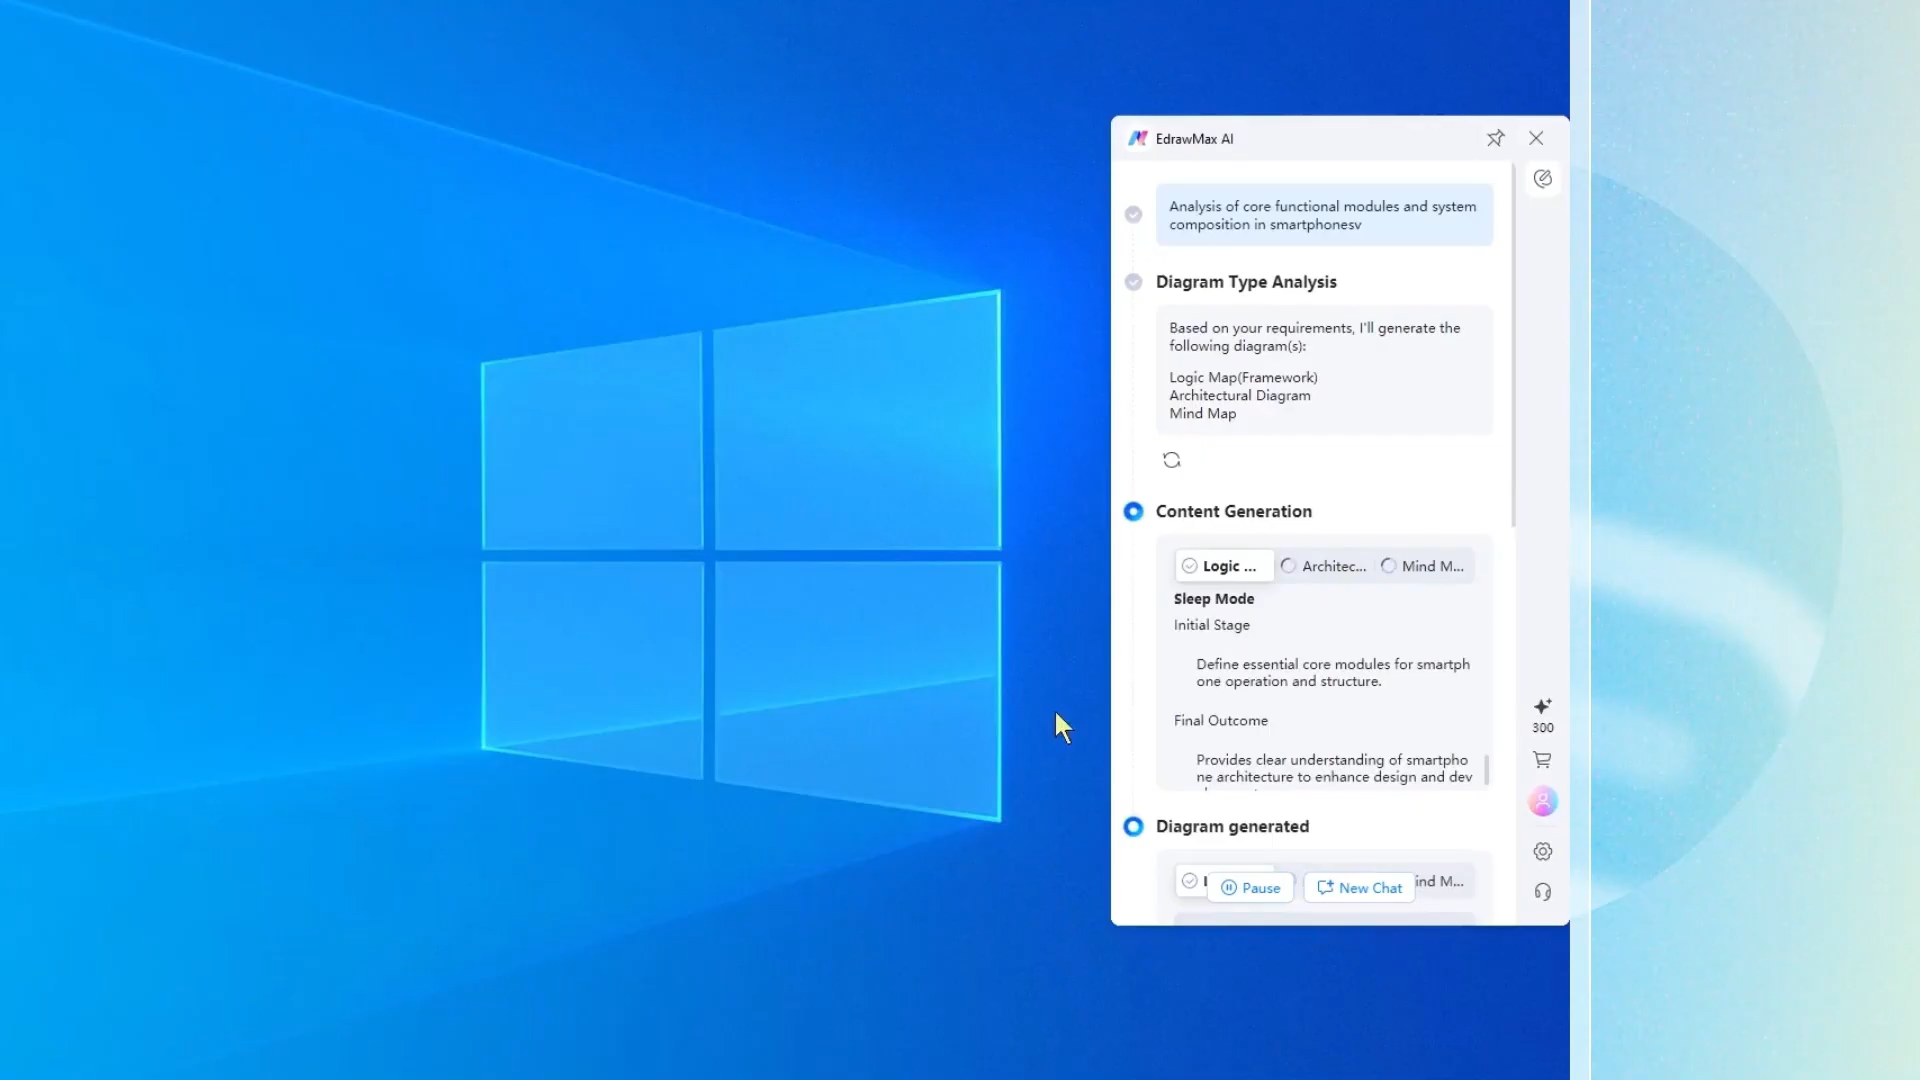 EdrawMax AI
Analysis of core functional modules and system
composition in smartphonesv
Diagram Type Analysis
Based on your requirements, I'll generate the
following diagram(s):
Logic Map(Framework)
Architectural Diagram
Mind Map
Content Generation
Logic ... Architec... Mind M...
Sleep Mode
Initial Stage
Define essential core modules for smartph
one operation and structure.
Final Outcome
Provides clear understanding of smartpho
ne architecture to enhance design and dev
300
Diagram generated
Pause New Chat ind M...